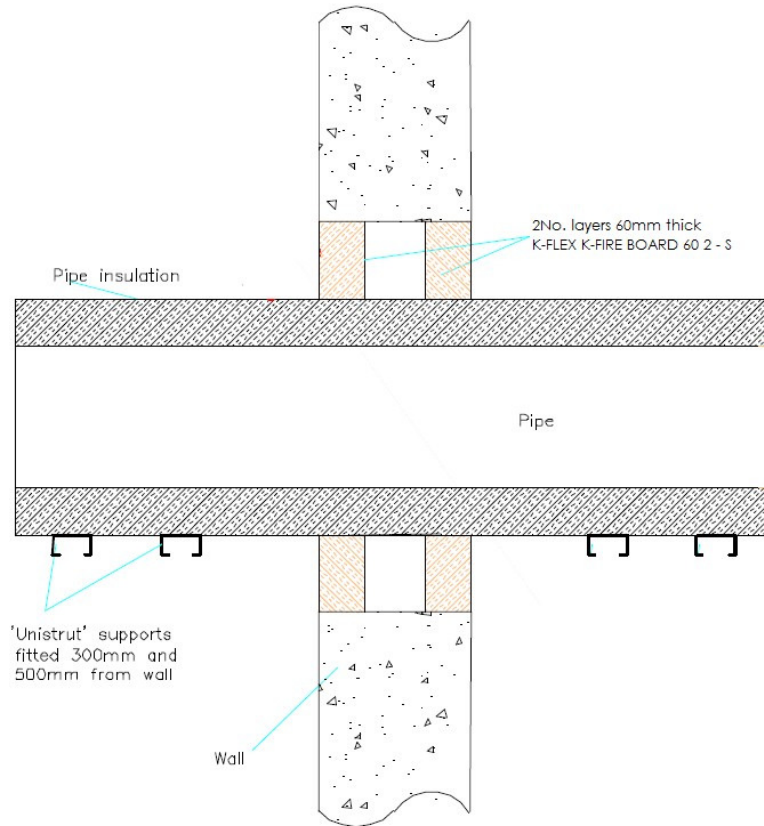 2No. layers 60mm thick
K-FLEX K-FIRE BOARD 60 2 - S
Pipe insulation
Pipe
'Unistrut' supports
fitted 300mm and
500mm from wall
Wall